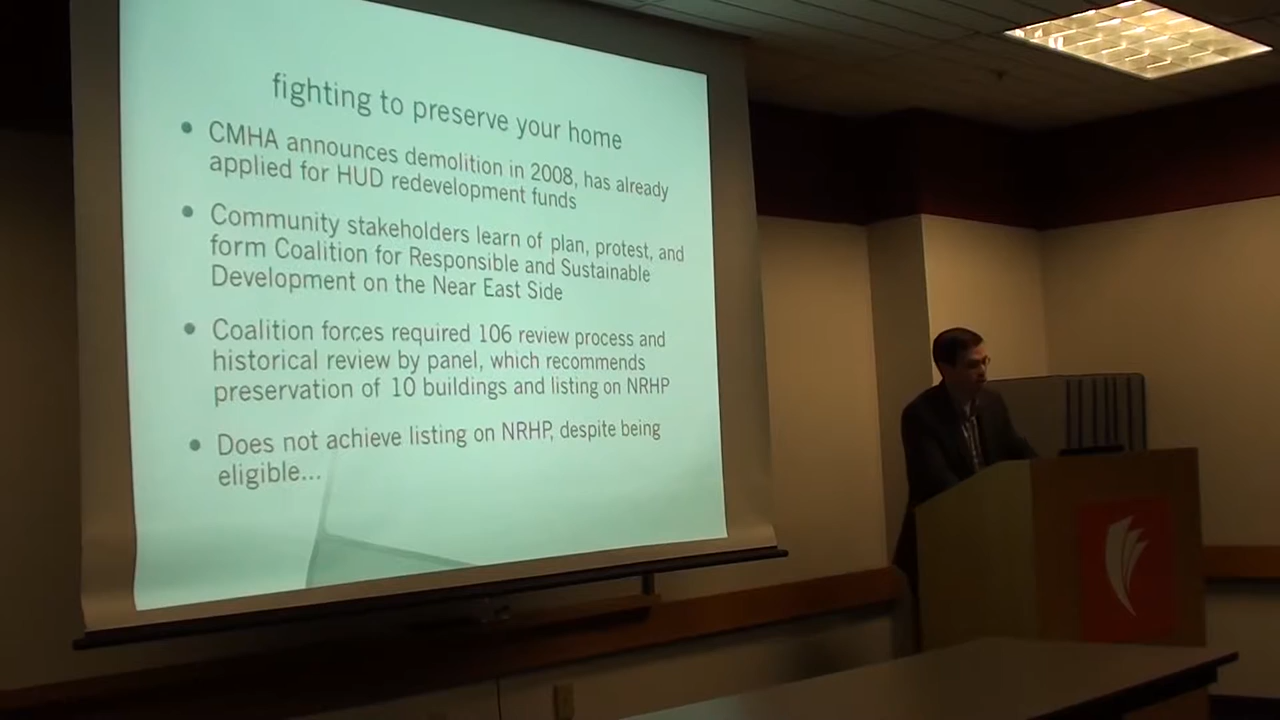 fighting to preserve your home
• CMHA announces demolition in 2008, has already
applied for HUD redevelopment funds
• Community stakeholders learn of plan, protest, and
form Coalition for Responsible and Sustainable
Development on the Near East Side
• Coalition forces required 106 review process and
historical review by panel, which recommends
preservation of 10 buildings and listing on NRHP
• Does not achieve listing on NRHP, despite being
eligible...